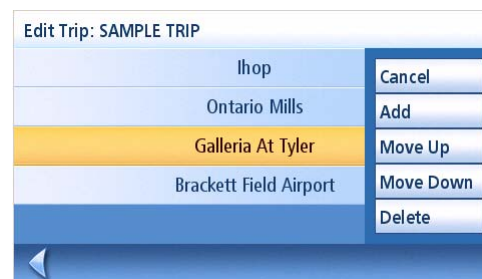 Edit Trip: SAMPLE TRIP
Ihop
Ontario Mills
Galleria At Tyler
Brackett Field Airport
Cancel
Add
Move Up
Move Down
Delete